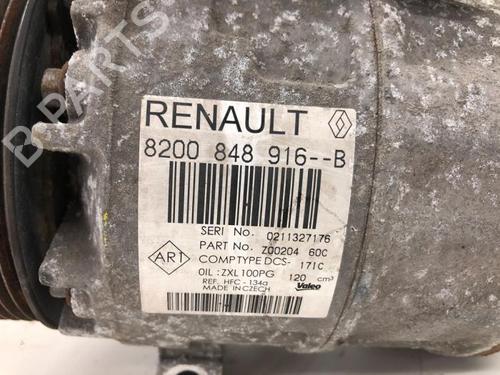 RENAULT
8200 848 916--B
SERI No. 0211327176
PART No. Z00204 60C
ART COMPTYPE DCS- 171C
OIL : ZXL100PG 120 cm³
REF. HFC - 134a
MADE IN CZECH Valeo
B-PARTS